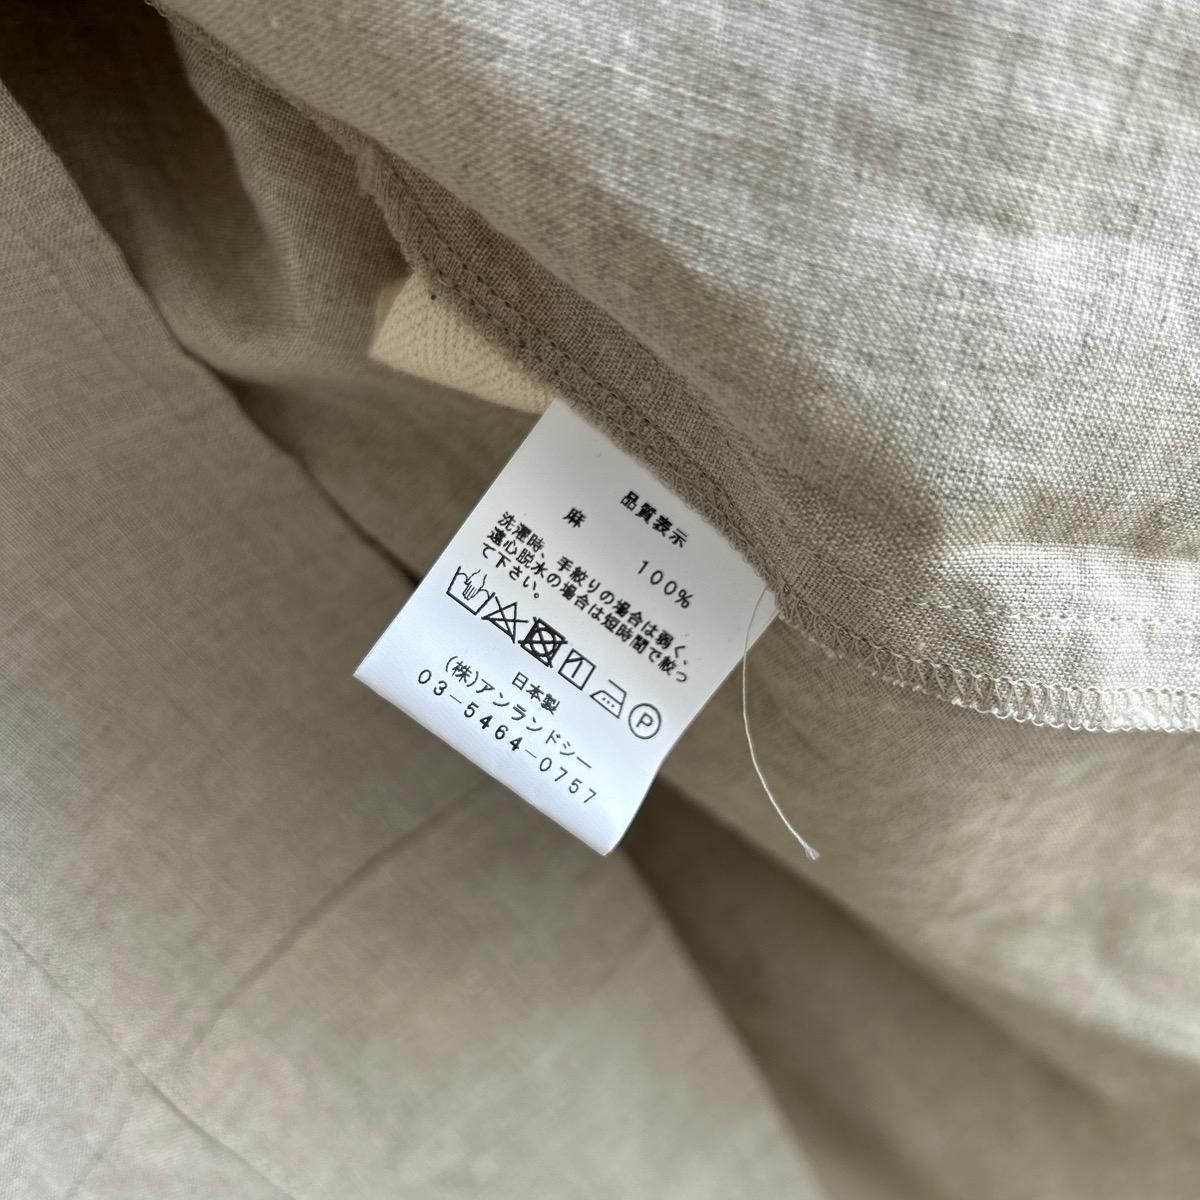 品質表示
麻 100%
洗濯時、手絞りの場合は弱く、
遠心脱水の場合は短時間で絞っ
て下さい。
P
日本製
(株)アンランドシー
03-5464-0757